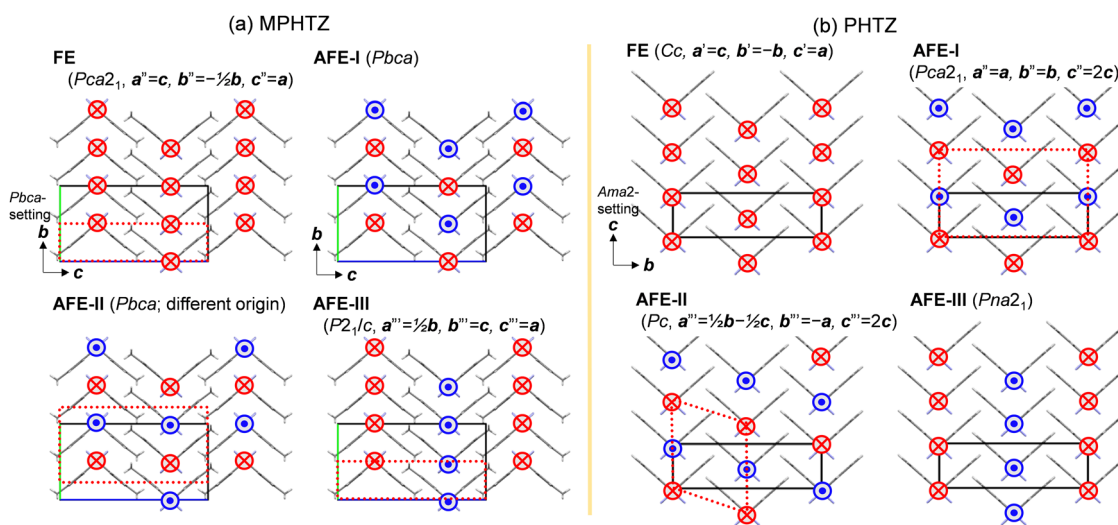 (a) MPHTZ
FE
(Pca2₁, a”=c, b”=−½b, c”=a)
AFE-I (Pbca)
Pbca-
setting
b
c
b
c
AFE-II (Pbca; different origin)
AFE-III
(P2₁/c, a”’=½b, b”’=c, c”’=a)
(b) PHTZ
FE (Cc, a’=c, b’=−b, c’=a)
AFE-I
(Pca2₁, a”=a, b”=b, c”=2c)
Ama2-
setting
c
b
AFE-II
(Pc, a”’=½b−½c, b”’=−a, c”’=2c)
AFE-III (Pna2₁)